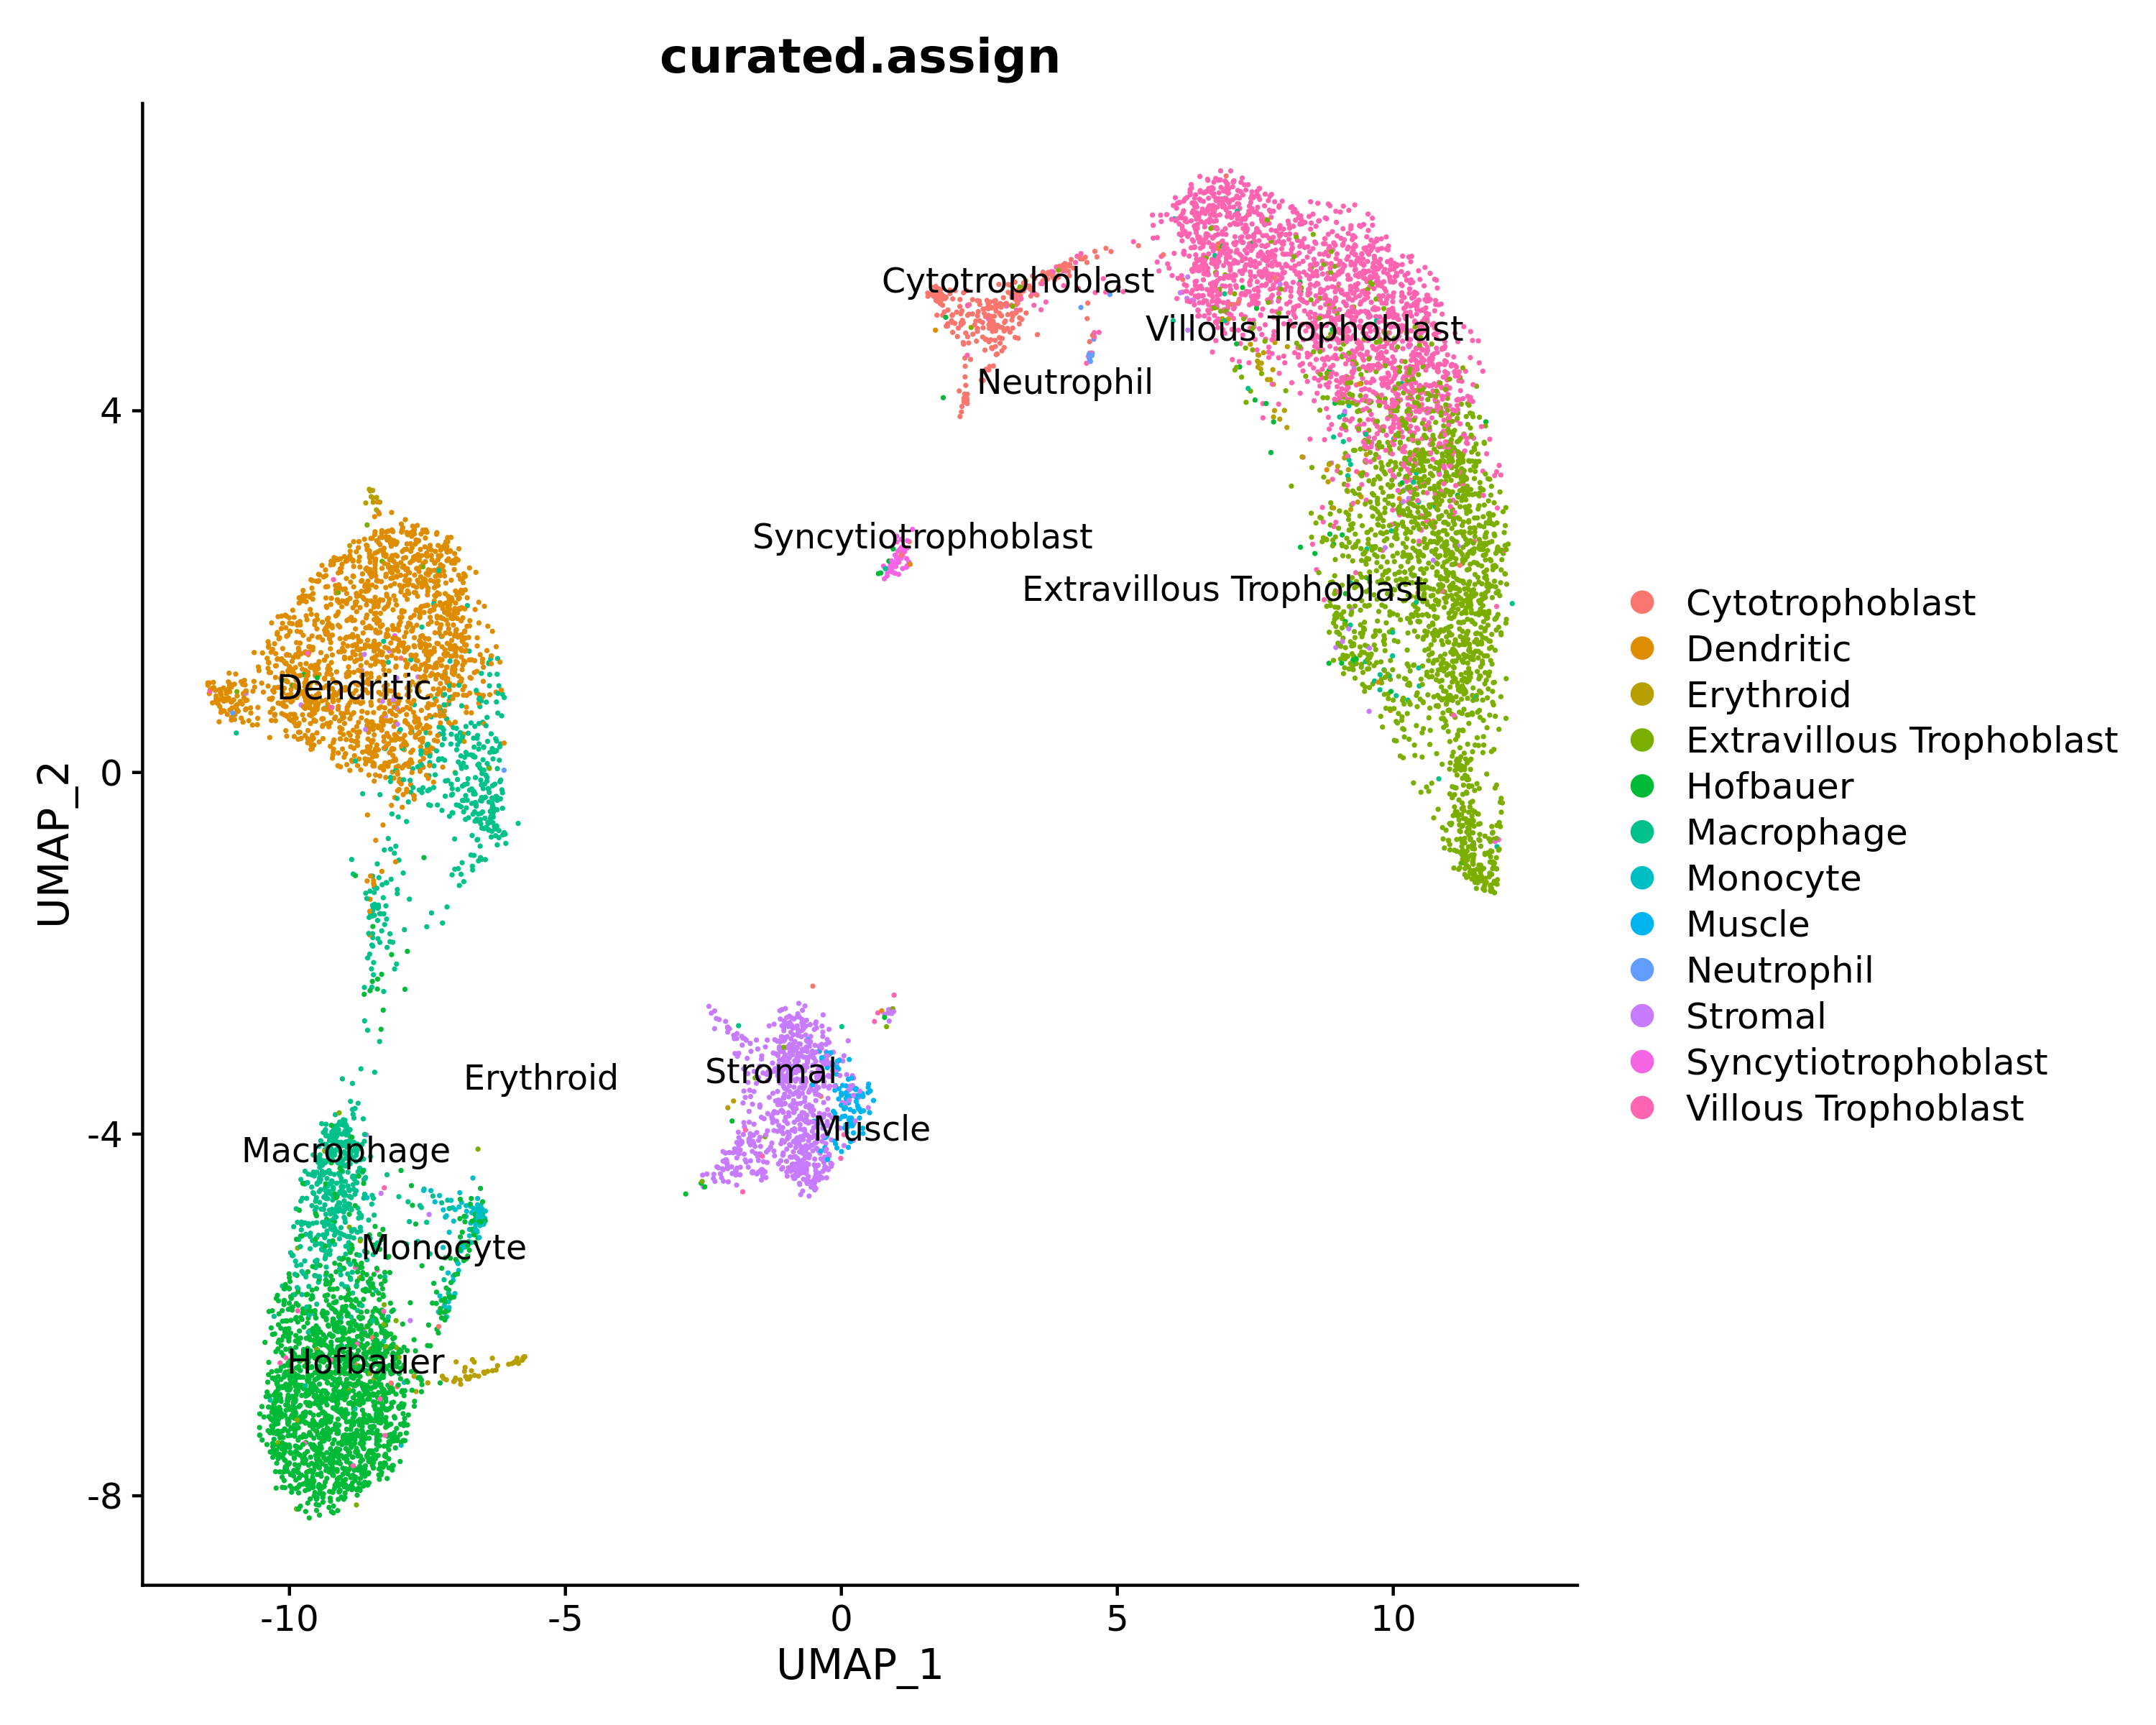 curated.assign
Cytotrophoblast
Villous Trophoblast
Neutrophil
Syncytiotrophoblast
Extravillous Trophoblast
Dendritic
Erythroid
Stromal
Muscle
Macrophage
Monocyte
Hofbauer
4
0
-4
-8
UMAP_2
-10
-5
0
5
10
UMAP_1
Cytotrophoblast
Dendritic
Erythroid
Extravillous Trophoblast
Hofbauer
Macrophage
Monocyte
Muscle
Neutrophil
Stromal
Syncytiotrophoblast
Villous Trophoblast